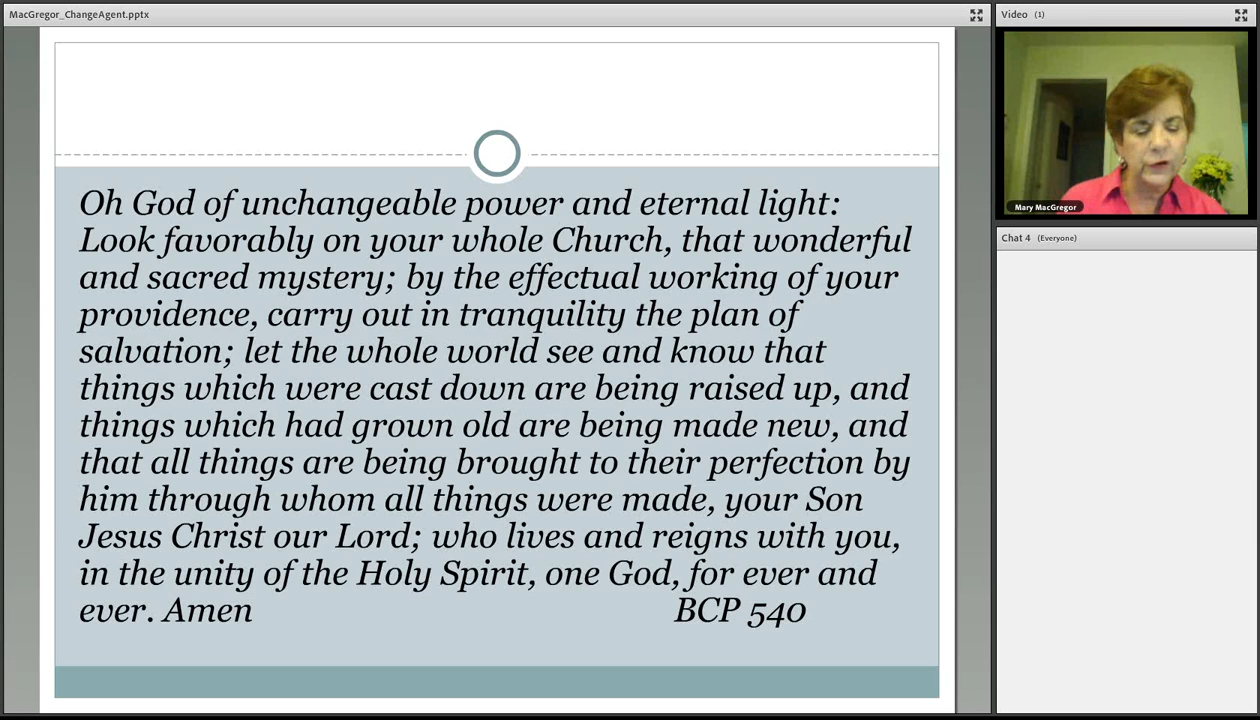 MacGregor_ChangeAgent.pptx
Oh God of unchangeable power and eternal light:
Look favorably on your whole Church, that wonderful
and sacred mystery; by the effectual working of your
providence, carry out in tranquility the plan of
salvation; let the whole world see and know that
things which were cast down are being raised up, and
things which had grown old are being made new, and
that all things are being brought to their perfection by
him through whom all things were made, your Son
Jesus Christ our Lord; who lives and reigns with you,
in the unity of the Holy Spirit, one God, for ever and
ever. Amen BCP 540
Video (1)
Mary MacGregor
Chat 4 (Everyone)